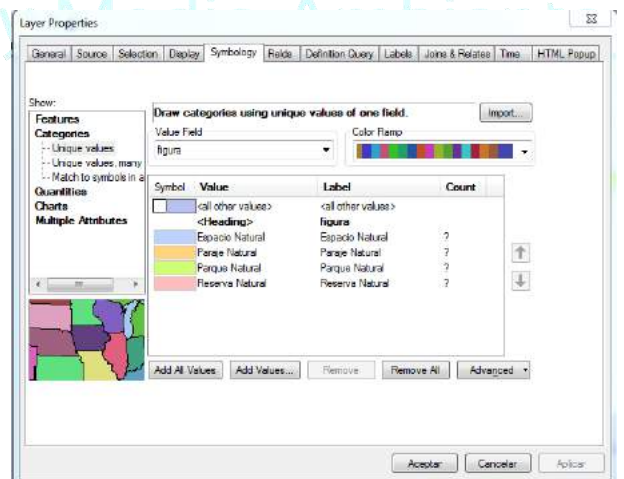 Layer Properties
General Source Selection Display Symbology Fields Definition Query Labels Joins & Relates Time HTML Popup
Show:
Features
Categories
Unique values
Unique values, many
Match to symbols in a
Quantities
Charts
Multiple Attributes
Draw categories using unique values of one field.
Import...
Value Field
Color Ramp
figura
Symbol Value Label Count
<all other values> <all other values>
<Heading> figura
Espacio Natural Espacio Natural ?
Paraje Natural Paraje Natural ?
Parque Natural Parque Natural ?
Reserva Natural Reserva Natural ?
Add All Values Add Values... Remove Remove All Advanced
Aceptar Cancelar Aplicar